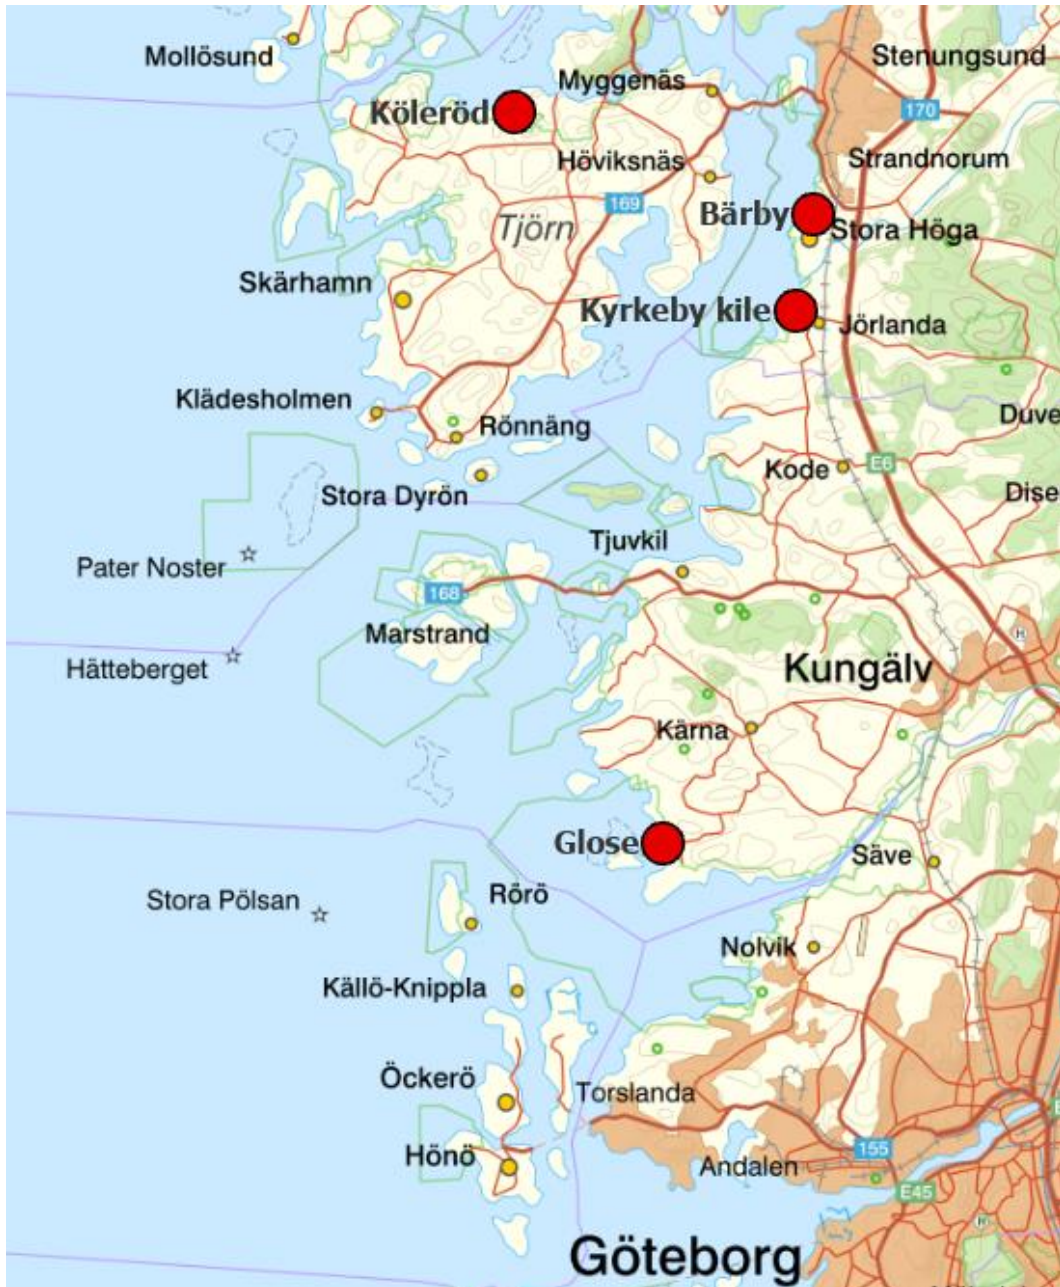 Mollösund
Stenungsund
Myggenäs
Köleröd
170
Höviksnäs
Strandnorum
169
Bärby
Tjörn
Stora Höga
Skärhamn
Kyrkeby kile
Jörlanda
Klädesholmen
Rönnäng
Duve
Kode
E6
Stora Dyrön
Dise
Tjuvkil
Pater Noster
168
Marstrand
H
Hätteberget
Kungälv
Kärna
Glose
Säve
Stora Pölsan
Rörö
Nolvik
Källö-Knippla
Öckerö
Torslanda
Hönö
155
Andalen
E45
H
Göteborg